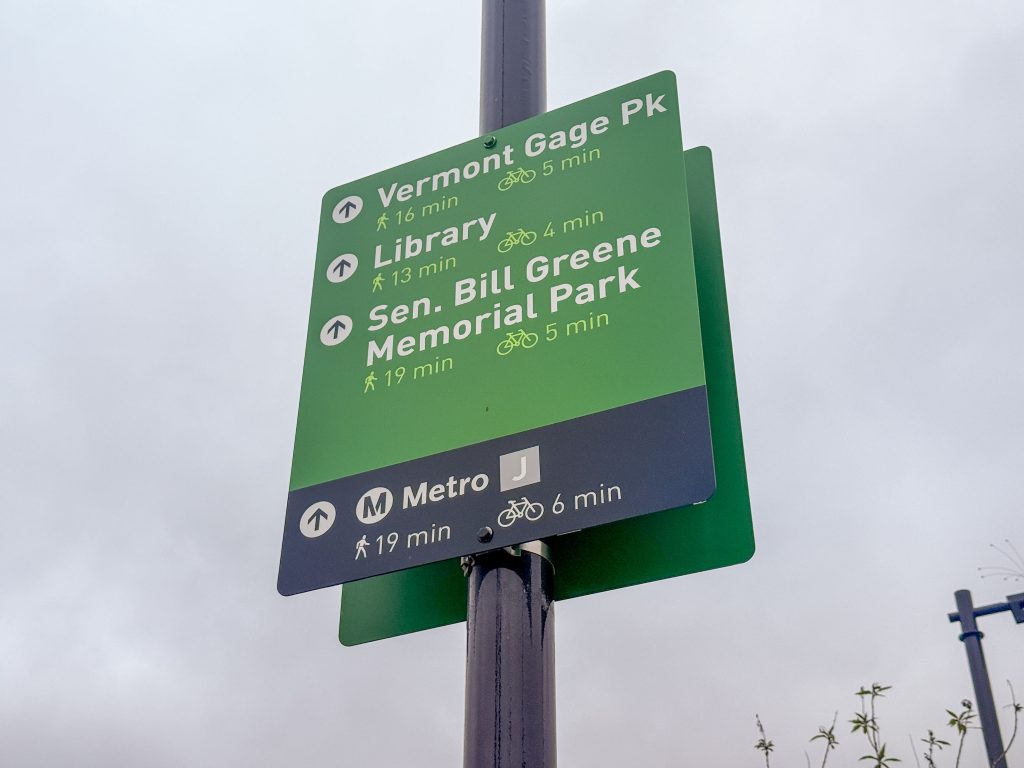 Vermont Gage Pk
16 min 5 min
Library
13 min 4 min
Sen. Bill Greene
Memorial Park
19 min 5 min
M Metro J
19 min 6 min